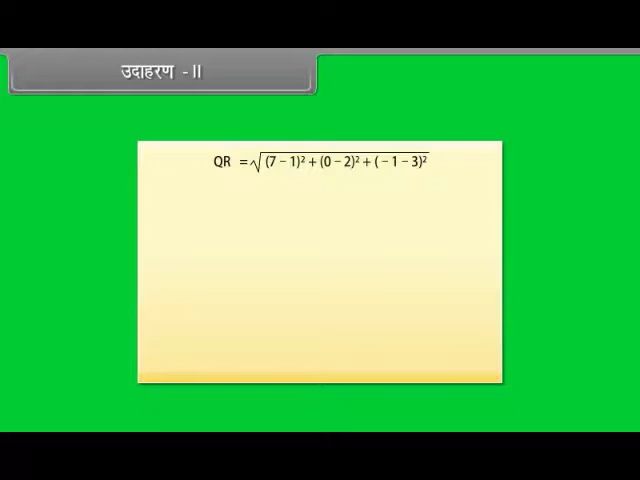 उदाहरण - II
QR = √(7 – 1)² + (0 – 2)² + ( – 1 – 3)²